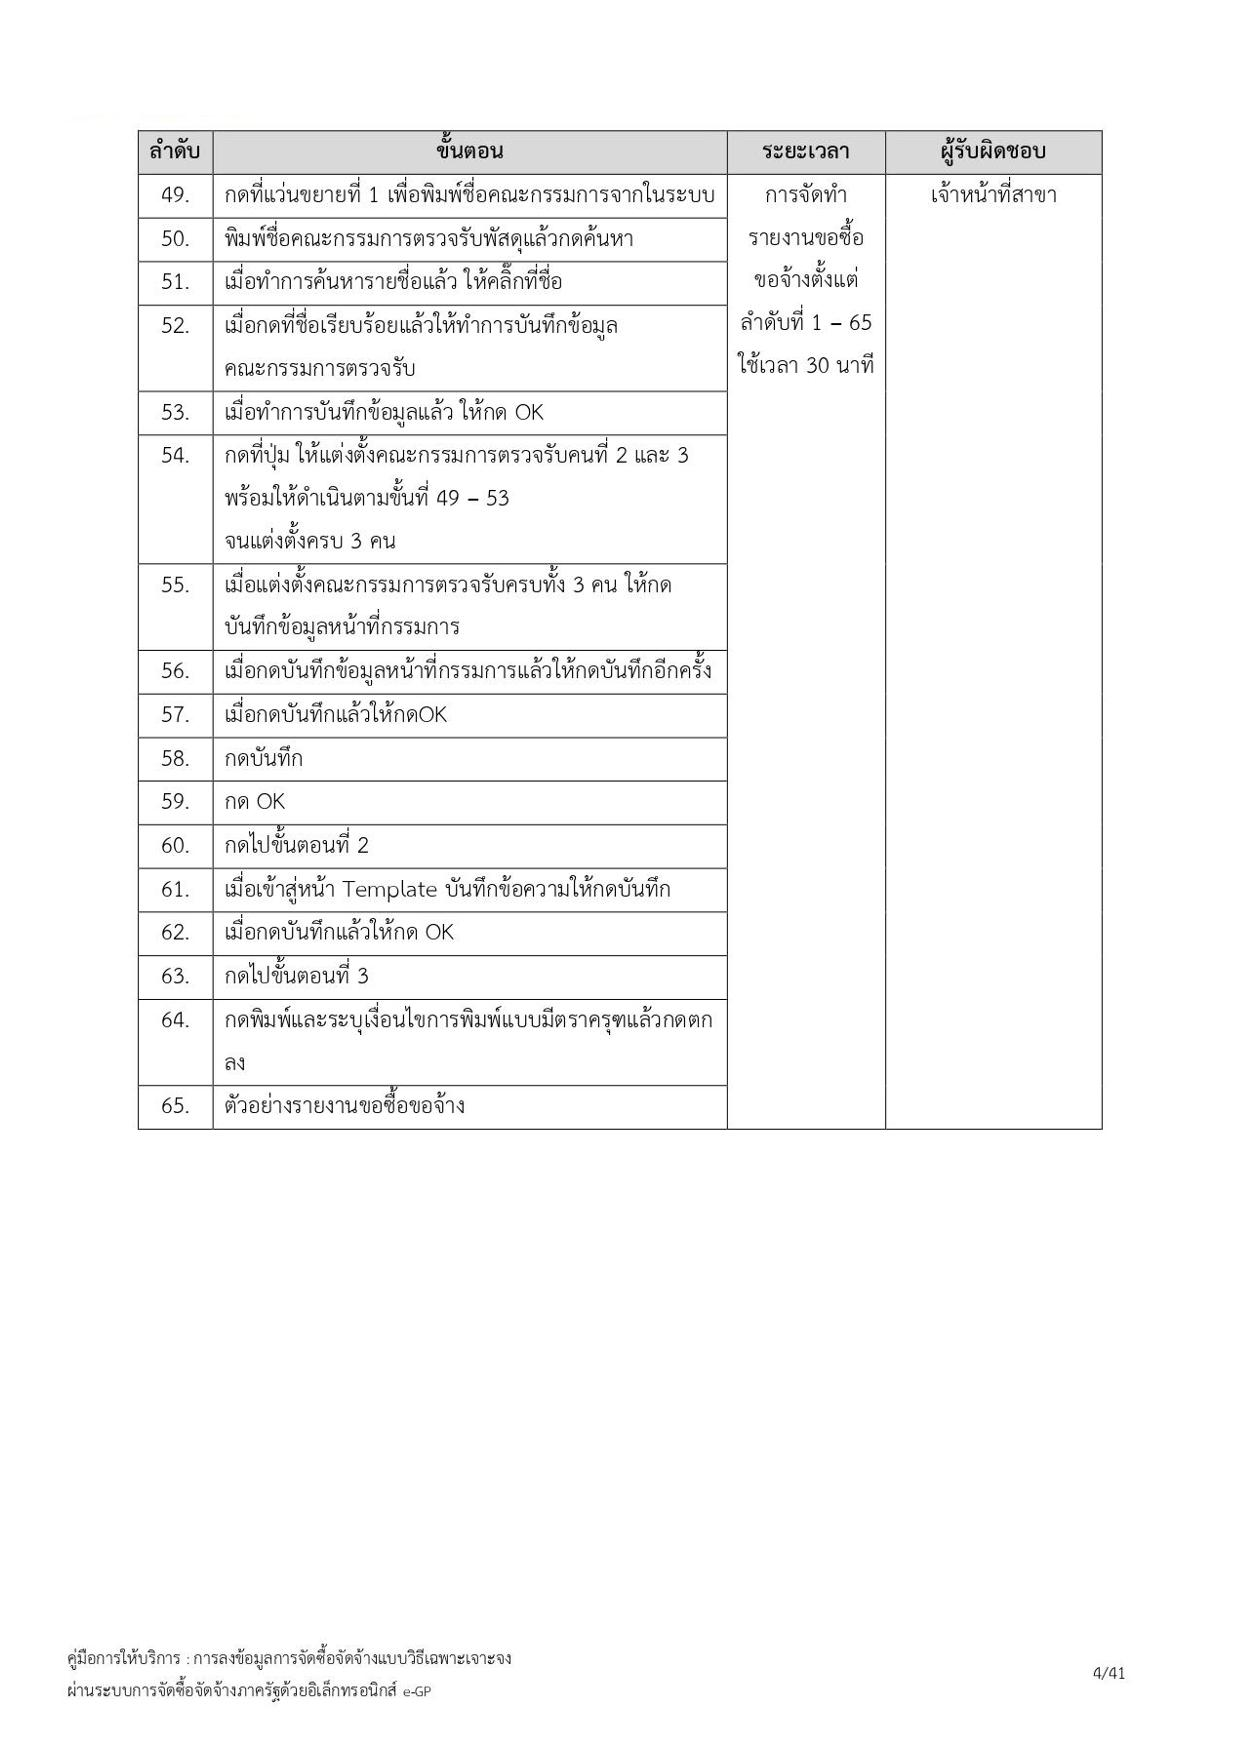 ลำดับ ขั้นตอน ระยะเวลา ผู้รับผิดชอบ
49. กดที่แว่นขยายที่ 1 เพื่อพิมพ์ชื่อคณะกรรมการจากในระบบ การจัดทำ เจ้าหน้าที่สาขา
50. พิมพ์ชื่อคณะกรรมการตรวจรับพัสดุแล้วกดค้นหา รายงานขอซื้อ
51. เมื่อทำการค้นหารายชื่อแล้ว ให้คลิ๊กที่ชื่อ ขอจ้างตั้งแต่
52. เมื่อกดที่ชื่อเรียบร้อยแล้วให้ทำการบันทึกข้อมูล ลำดับที่ 1 – 65
คณะกรรมการตรวจรับ ใช้เวลา 30 นาที
53. เมื่อทำการบันทึกข้อมูลแล้ว ให้กด OK
54. กดที่ปุ่ม ให้แต่งตั้งคณะกรรมการตรวจรับคนที่ 2 และ 3
พร้อมให้ดำเนินตามขั้นที่ 49 – 53
จนแต่งตั้งครบ 3 คน
55. เมื่อแต่งตั้งคณะกรรมการตรวจรับครบทั้ง 3 คน ให้กด
บันทึกข้อมูลหน้าที่กรรมการ
56. เมื่อกดบันทึกข้อมูลหน้าที่กรรมการแล้วให้กดบันทึกอีกครั้ง
57. เมื่อกดบันทึกแล้วให้กดOK
58. กดบันทึก
59. กด OK
60. กดไปขั้นตอนที่ 2
61. เมื่อเข้าสู่หน้า Template บันทึกข้อความให้กดบันทึก
62. เมื่อกดบันทึกแล้วให้กด OK
63. กดไปขั้นตอนที่ 3
64. กดพิมพ์และระบุเงื่อนไขการพิมพ์แบบมีตราครุฑแล้วกดตก
ลง
65. ตัวอย่างรายงานขอซื้อขอจ้าง
คู่มือการให้บริการ : การลงข้อมูลการจัดซื้อจัดจ้างแบบวิธีเฉพาะเจาะจง
4/41
ผ่านระบบการจัดซื้อจัดจ้างภาครัฐด้วยอิเล็กทรอนิกส์ e-GP